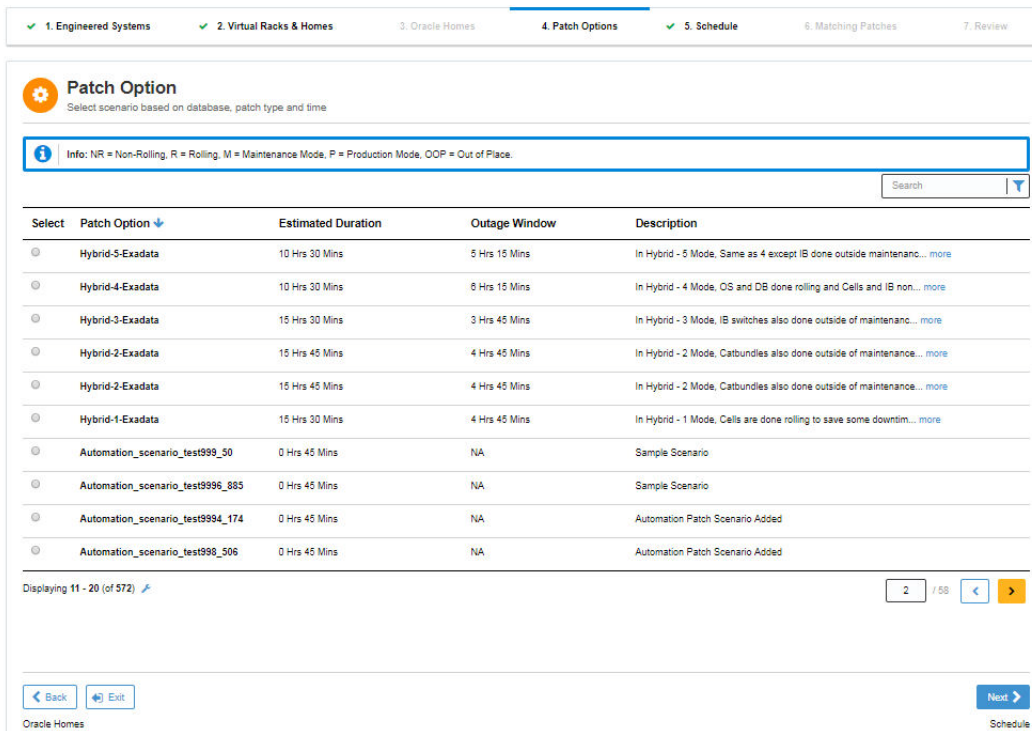 1. Engineered Systems 2. Virtual Racks & Homes 3. Oracle Homes 4. Patch Options 5. Schedule 6. Matching Patches 7. Review
Patch Option
Select scenario based on database, patch type and time
Info: NR = Non-Rolling, R = Rolling, M = Maintenance Mode, P = Production Mode, OOP = Out of Place.
Search
Select Patch Option Estimated Duration Outage Window Description
Hybrid-5-Exadata 10 Hrs 30 Mins 5 Hrs 15 Mins In Hybrid - 5 Mode, Same as 4 except IB done outside maintenanc... more
Hybrid-4-Exadata 10 Hrs 30 Mins 6 Hrs 15 Mins In Hybrid - 4 Mode, OS and DB done rolling and Cells and IB non... more
Hybrid-3-Exadata 15 Hrs 30 Mins 3 Hrs 45 Mins In Hybrid - 3 Mode, IB switches also done outside of maintenanc... more
Hybrid-2-Exadata 15 Hrs 45 Mins 4 Hrs 45 Mins In Hybrid - 2 Mode, Catbundles also done outside of maintenance... more
Hybrid-2-Exadata 15 Hrs 45 Mins 4 Hrs 45 Mins In Hybrid - 2 Mode, Catbundles also done outside of maintenance... more
Hybrid-1-Exadata 15 Hrs 30 Mins 4 Hrs 45 Mins In Hybrid - 1 Mode, Cells are done rolling to save some downtim... more
Automation_scenario_test999_50 0 Hrs 45 Mins NA Sample Scenario
Automation_scenario_test9996_885 0 Hrs 45 Mins NA Sample Scenario
Automation_scenario_test9994_174 0 Hrs 45 Mins NA Automation Patch Scenario Added
Automation_scenario_test998_506 0 Hrs 45 Mins NA Automation Patch Scenario Added
Displaying 11 - 20 (of 572) 2 / 58
Back Exit Next
Oracle Homes Schedule